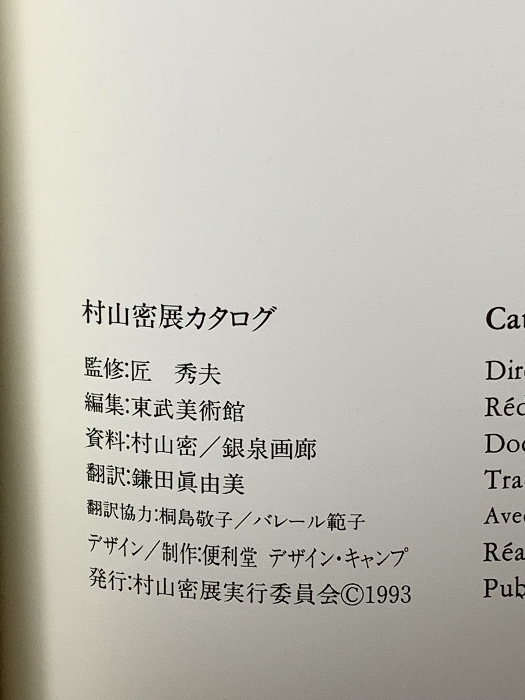 村山密展カタログ
監修:匠 秀夫
編集:東武美術館
資料:村山密／銀泉画廊
翻訳:鎌田眞由美
翻訳協力:桐島敬子／バレール範子
デザイン／制作:便利堂 デザイン・キャンプ
発行:村山密展実行委員会©1993
Cat
Dire
Réd
Doc
Tra
Avec
Réa
Pub